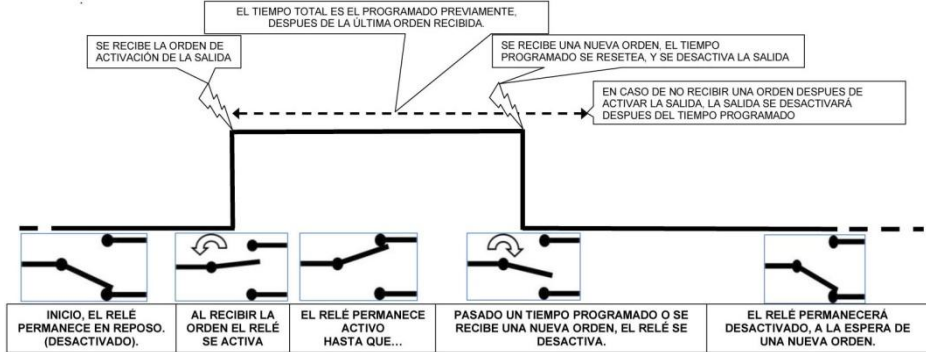 EL TIEMPO TOTAL ES EL PROGRAMADO PREVIAMENTE,
DESPUES DE LA ÚLTIMA ORDEN RECIBIDA.
SE RECIBE LA ORDEN DE
ACTIVACIÓN DE LA SALIDA
SE RECIBE UNA NUEVA ORDEN, EL TIEMPO
PROGRAMADO SE RESETEA, Y SE DESACTIVA LA SALIDA
EN CASO DE NO RECIBIR UNA ORDEN DESPUES DE
ACTIVAR LA SALIDA, LA SALIDA SE DESACTIVARÁ
DESPUES DEL TIEMPO PROGRAMADO
INICIO, EL RELÉ
PERMANECE EN REPOSO.
(DESACTIVADO).
AL RECIBIR LA
ORDEN EL RELÉ
SE ACTIVA
EL RELÉ PERMANECE
ACTIVO
HASTA QUE...
PASADO UN TIEMPO PROGRAMADO O SE
RECIBE UNA NUEVA ORDEN, EL RELÉ SE
DESACTIVA.
EL RELÉ PERMANECERÁ
DESACTIVADO, A LA ESPERA DE
UNA NUEVA ORDEN.